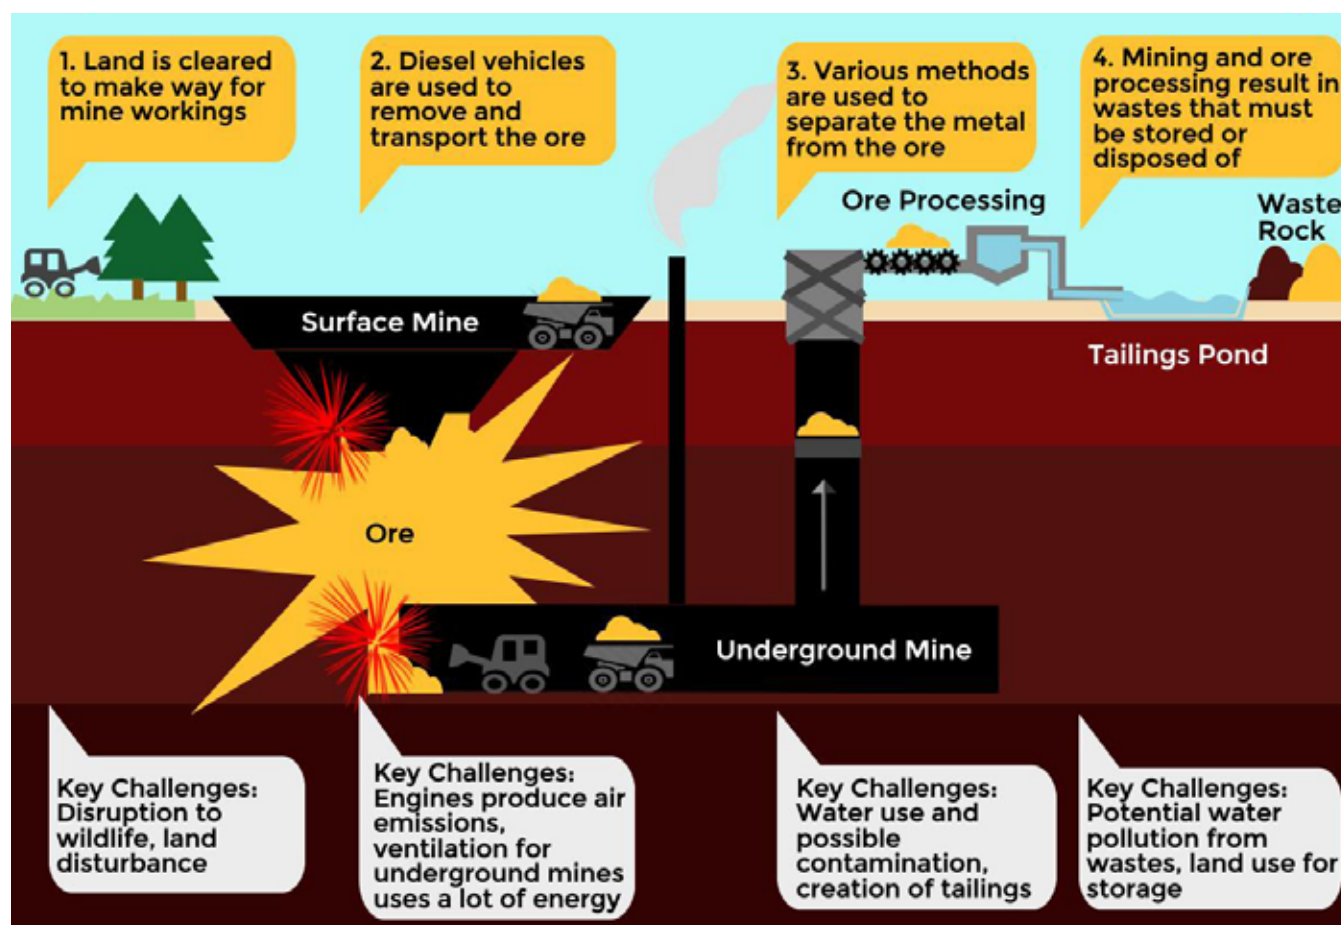 1. Land is cleared
to make way for
mine workings
2. Diesel vehicles
are used to
remove and
transport the ore
3. Various methods
are used to
separate the metal
from the ore
4. Mining and ore
processing result in
wastes that must
be stored or
disposed of
Ore Processing
Waste
Rock
Surface Mine
Tailings Pond
Ore
Underground Mine
Key Challenges:
Disruption to
wildlife, land
disturbance
Key Challenges:
Engines produce air
emissions,
ventilation for
underground mines
uses a lot of energy
Key Challenges:
Water use and
possible
contamination,
creation of tailings
Key Challenges:
Potential water
pollution from
wastes, land use for
storage